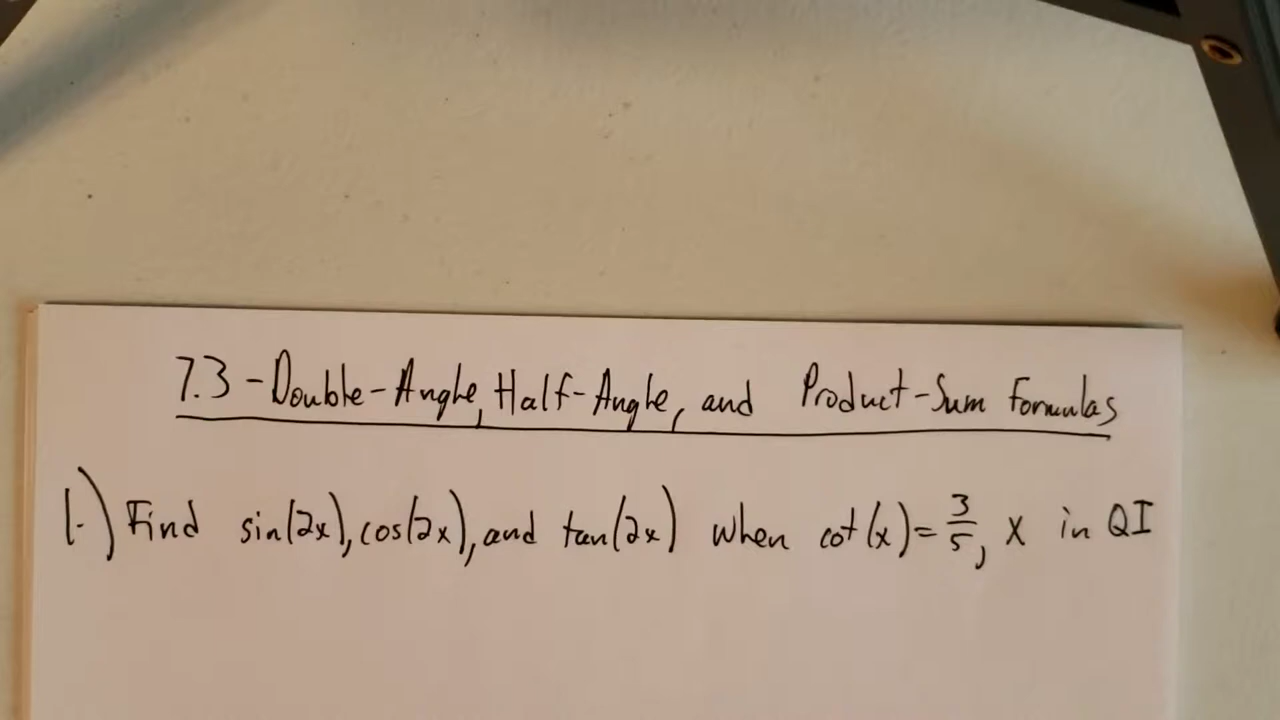 7.3-Double-Angle, Half-Angle, and Product-Sum Formulas
1.) Find sin(2x), cos(2x), and tan(2x) when cot(x)=3/5, x in QI